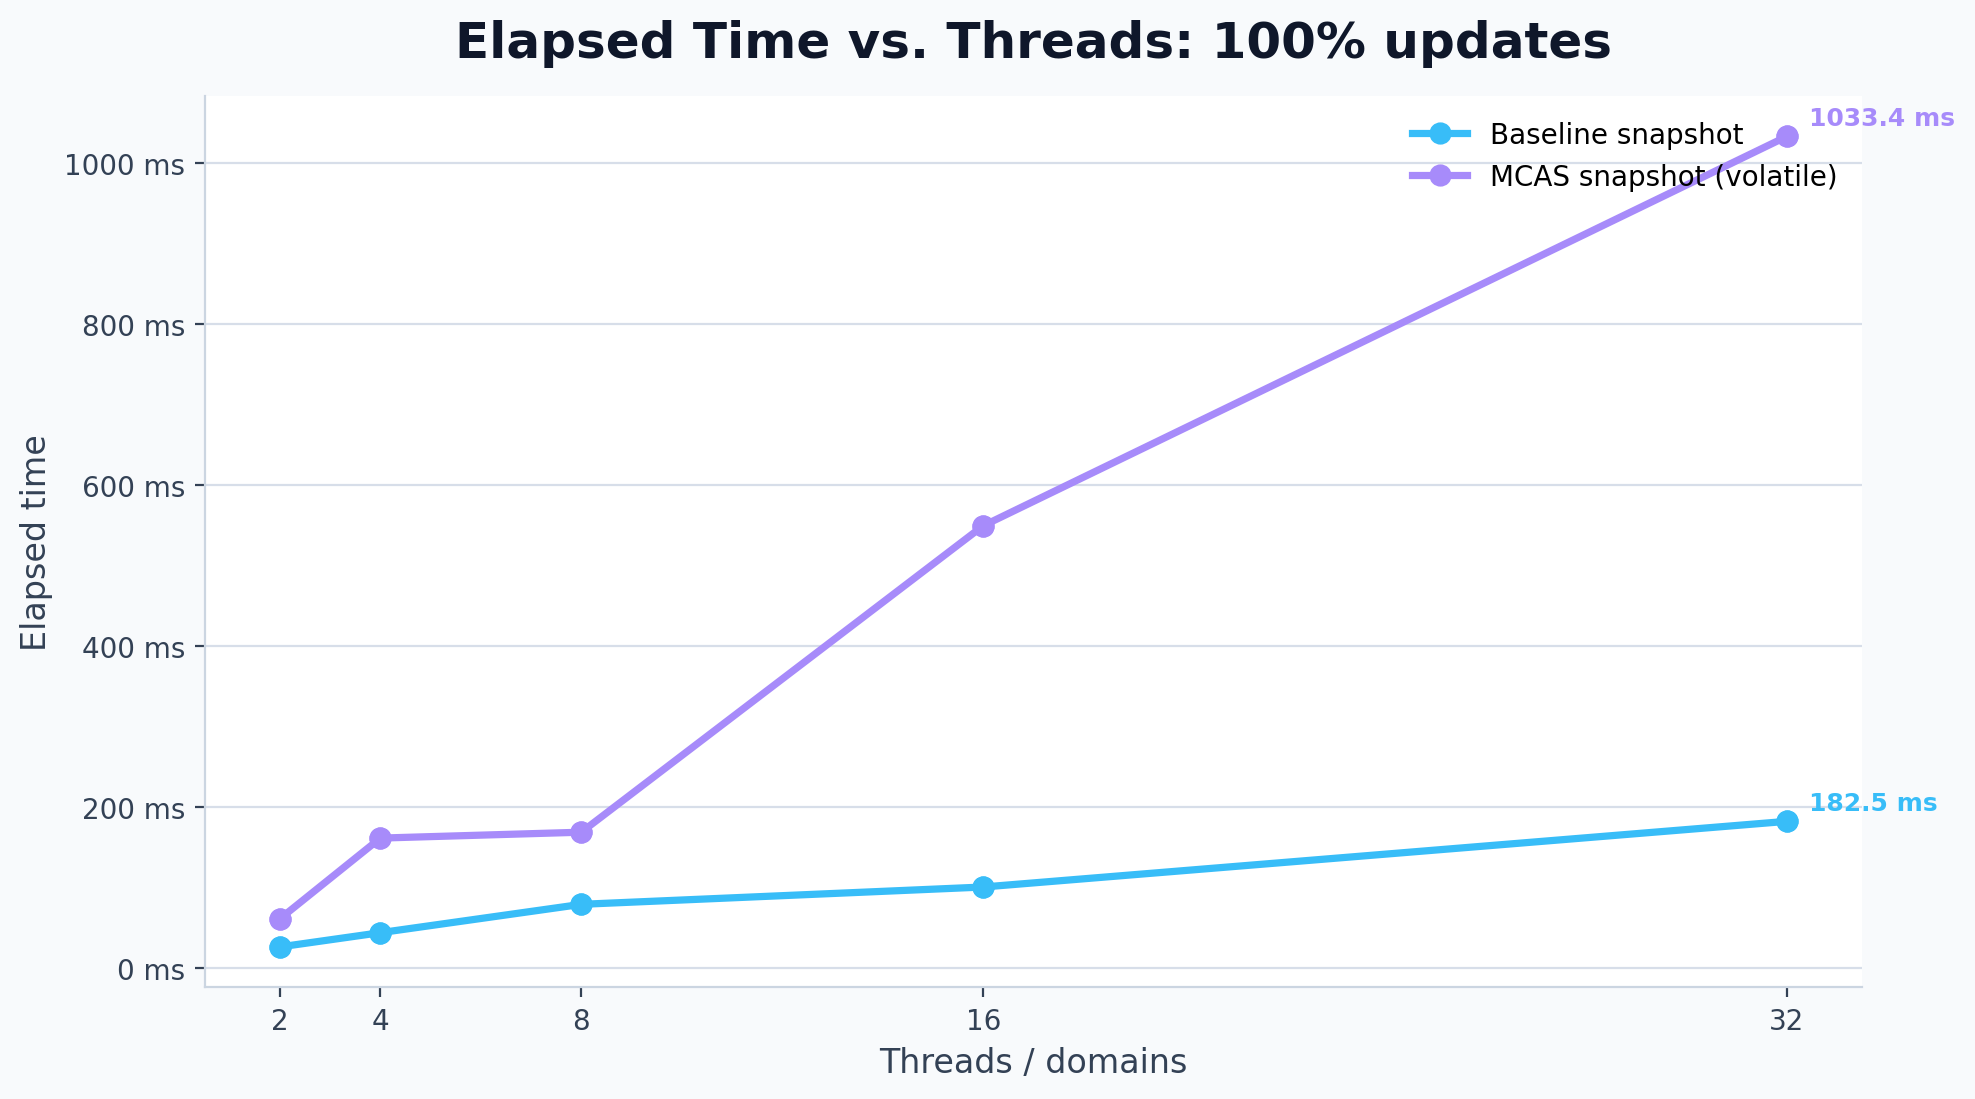 Elapsed Time vs. Threads: 100% updates
1033.4 ms
Baseline snapshot
MCAS snapshot (volatile)
1000 ms
800 ms
600 ms
400 ms
200 ms
0 ms
Elapsed time
182.5 ms
2 4 8 16 32
Threads / domains